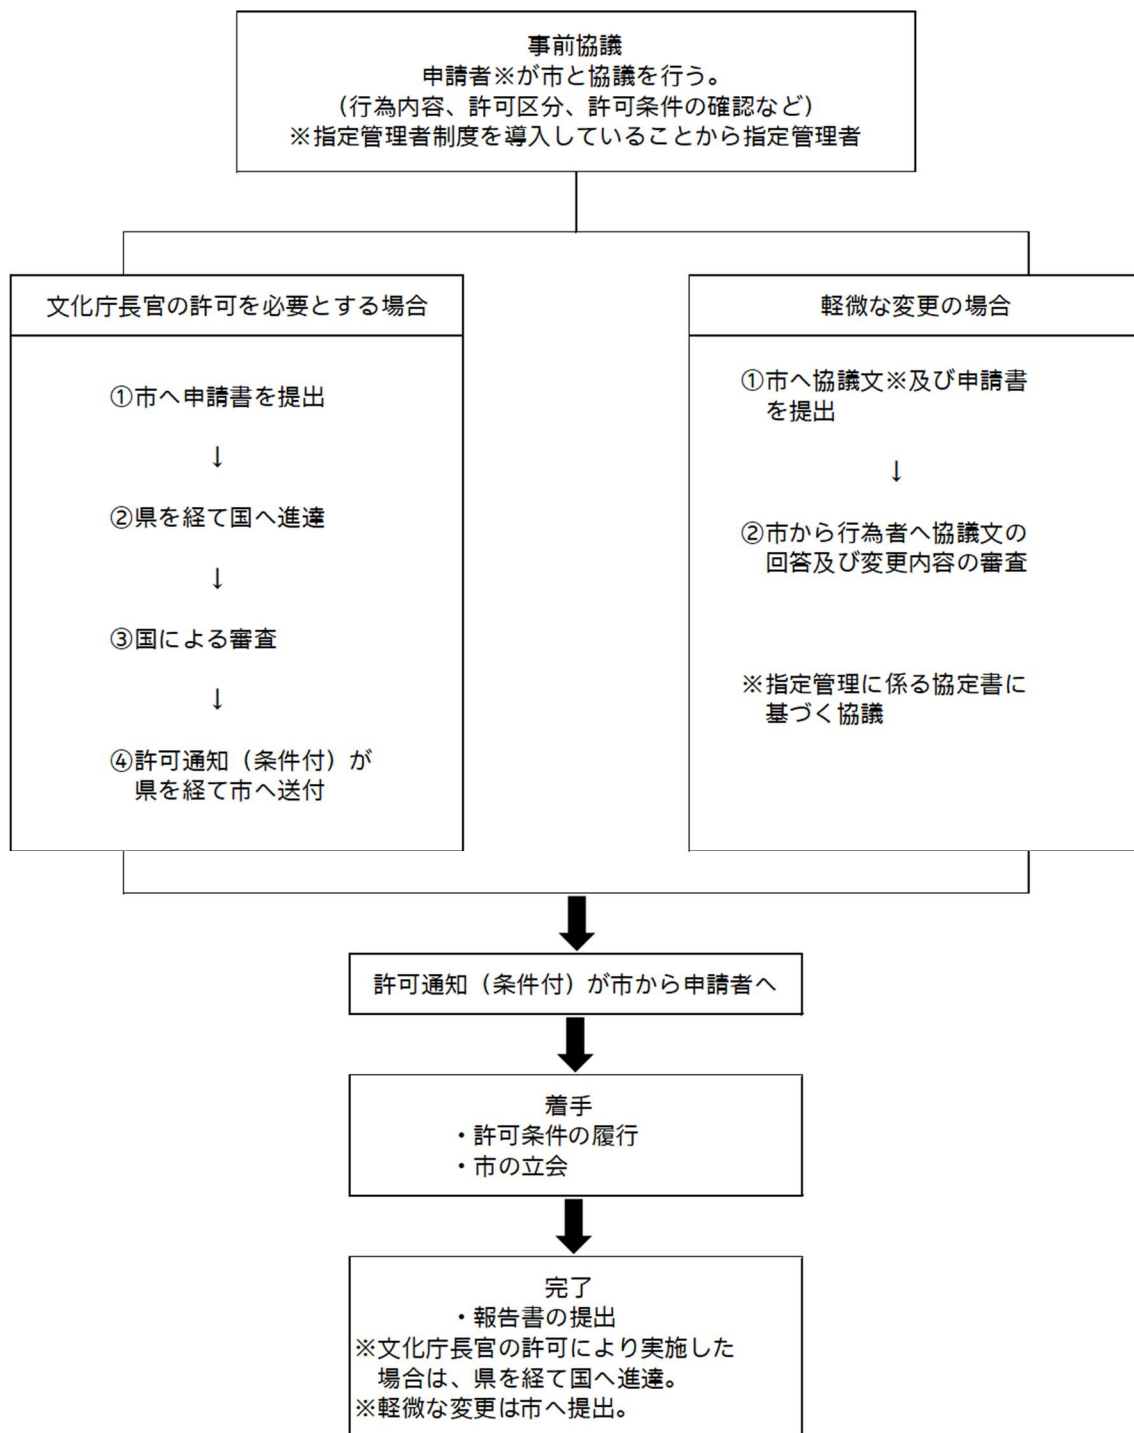 事前協議
申請者※が市と協議を行う。
（行為内容、許可区分、許可条件の確認など）
※指定管理者制度を導入していることから指定管理者
文化庁長官の許可を必要とする場合
①市へ申請書を提出
↓
②県を経て国へ進達
↓
③国による審査
↓
④許可通知（条件付）が
県を経て市へ送付
軽微な変更の場合
①市へ協議文※及び申請書
を提出
↓
②市から行為者へ協議文の
回答及び変更内容の審査
※指定管理に係る協定書に
基づく協議
許可通知（条件付）が市から申請者へ
着手
・許可条件の履行
・市の立会
完了
・報告書の提出
※文化庁長官の許可により実施した
場合は、県を経て国へ進達。
※軽微な変更は市へ提出。